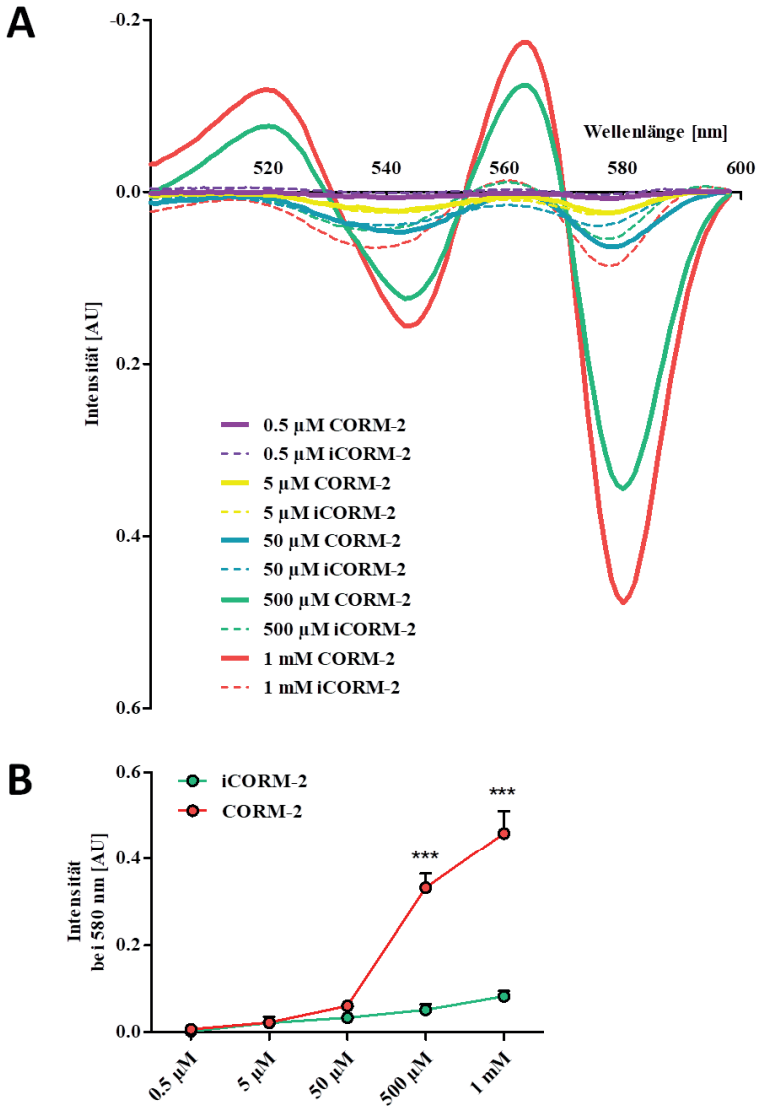 A
-0.2
Wellenlänge [nm]
520
540
560
580
600
0.0
0.2
0.4
0.6
Intensität [AU]
0.5 µM CORM-2
0.5 µM iCORM-2
5 µM CORM-2
5 µM iCORM-2
50 µM CORM-2
50 µM iCORM-2
500 µM CORM-2
500 µM iCORM-2
1 mM CORM-2
1 mM iCORM-2
B
0.6
0.4
0.2
0.0
Intensität
bei 580 nm [AU]
iCORM-2
CORM-2
***
***
0.5 µM
5 µM
50 µM
500 µM
1 mM